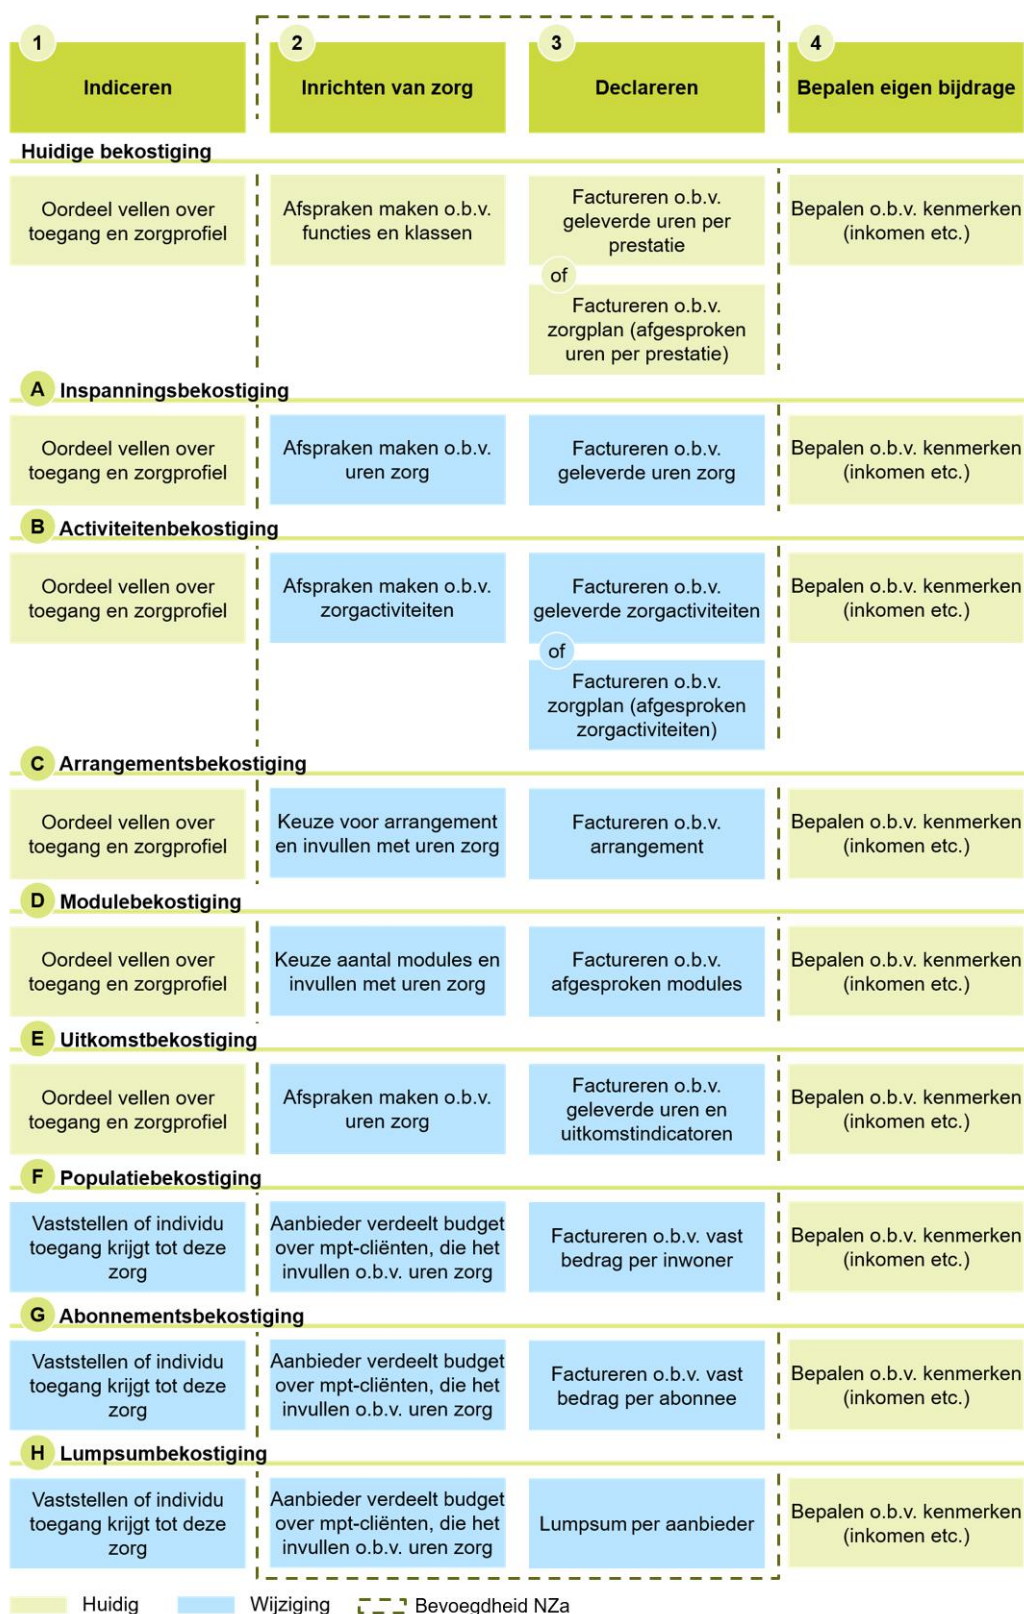 1
2
3
4
Indiceren
Inrichten van zorg
Declareren
Bepalen eigen bijdrage
Huidige bekostiging
Oordeel vellen over
toegang en zorgprofiel
Afspraken maken o.b.v.
functies en klassen
Factureren o.b.v.
geleverde uren per
prestatie
of
Factureren o.b.v.
zorgplan (afgesproken
uren per prestatie)
Bepalen o.b.v. kenmerken
(inkomen etc.)
A Inspanningsbekostiging
Oordeel vellen over
toegang en zorgprofiel
Afspraken maken o.b.v.
uren zorg
Factureren o.b.v.
geleverde uren zorg
Bepalen o.b.v. kenmerken
(inkomen etc.)
B Activiteitenbekostiging
Oordeel vellen over
toegang en zorgprofiel
Afspraken maken o.b.v.
zorgactiviteiten
Factureren o.b.v.
geleverde zorgactiviteiten
of
Factureren o.b.v.
zorgplan (afgesproken
zorgactiviteiten)
Bepalen o.b.v. kenmerken
(inkomen etc.)
C Arrangementsbekostiging
Oordeel vellen over
toegang en zorgprofiel
Keuze voor arrangement
en invullen met uren zorg
Factureren o.b.v.
arrangement
Bepalen o.b.v. kenmerken
(inkomen etc.)
D Modulebekostiging
Oordeel vellen over
toegang en zorgprofiel
Keuze aantal modules en
invullen met uren zorg
Factureren o.b.v.
afgesproken modules
Bepalen o.b.v. kenmerken
(inkomen etc.)
E Uitkomstbekostiging
Oordeel vellen over
toegang en zorgprofiel
Afspraken maken o.b.v.
uren zorg
Factureren o.b.v.
geleverde uren en
uitkomstindicatoren
Bepalen o.b.v. kenmerken
(inkomen etc.)
F Populatiebekostiging
Vaststellen of individu
toegang krijgt tot deze
zorg
Aanbieder verdeelt budget
over mpt-cliënten, die het
invullen o.b.v. uren zorg
Factureren o.b.v. vast
bedrag per inwoner
Bepalen o.b.v. kenmerken
(inkomen etc.)
G Abonnementsbekostiging
Vaststellen of individu
toegang krijgt tot deze
zorg
Aanbieder verdeelt budget
over mpt-cliënten, die het
invullen o.b.v. uren zorg
Factureren o.b.v. vast
bedrag per abonnee
Bepalen o.b.v. kenmerken
(inkomen etc.)
H Lumpsumbekostiging
Vaststellen of individu
toegang krijgt tot deze
zorg
Aanbieder verdeelt budget
over mpt-cliënten, die het
invullen o.b.v. uren zorg
Lumpsum per aanbieder
Bepalen o.b.v. kenmerken
(inkomen etc.)
Huidig
Wijziging
Bevoegdheid NZa